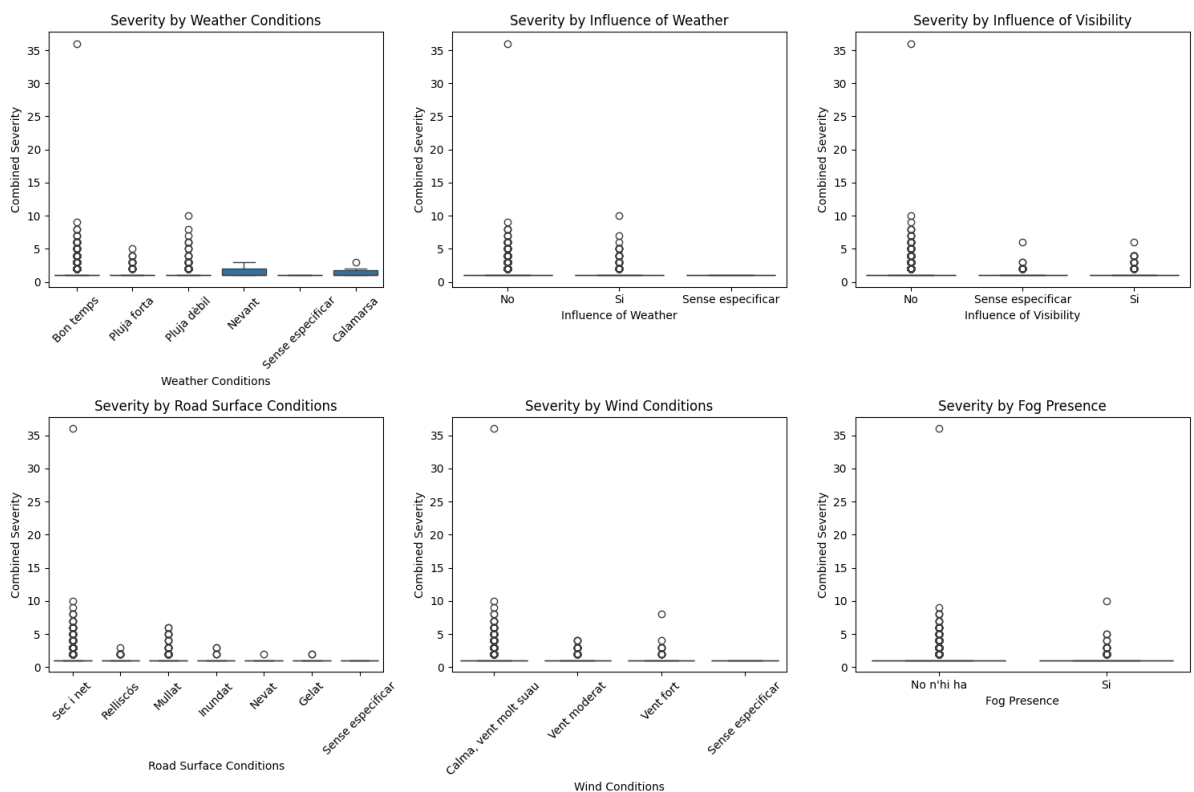 Severity by Weather Conditions
Combined Severity
35
30
25
20
15
10
5
0
Bon temps
Pluja forta
Pluja dèbil
Nevant
Sense especificar
Calamarsa
Weather Conditions
Severity by Influence of Weather
Combined Severity
35
30
25
20
15
10
5
0
No
Si
Sense especificar
Influence of Weather
Severity by Influence of Visibility
Combined Severity
35
30
25
20
15
10
5
0
No
Sense especificar
Si
Influence of Visibility
Severity by Road Surface Conditions
Combined Severity
35
30
25
20
15
10
5
0
Sec i net
Relliscós
Mullat
Inundat
Nevat
Gelat
Sense especificar
Road Surface Conditions
Severity by Wind Conditions
Combined Severity
35
30
25
20
15
10
5
0
Calma, vent molt suau
Vent moderat
Vent fort
Sense especificar
Wind Conditions
Severity by Fog Presence
Combined Severity
35
30
25
20
15
10
5
0
No n'hi ha
Si
Fog Presence